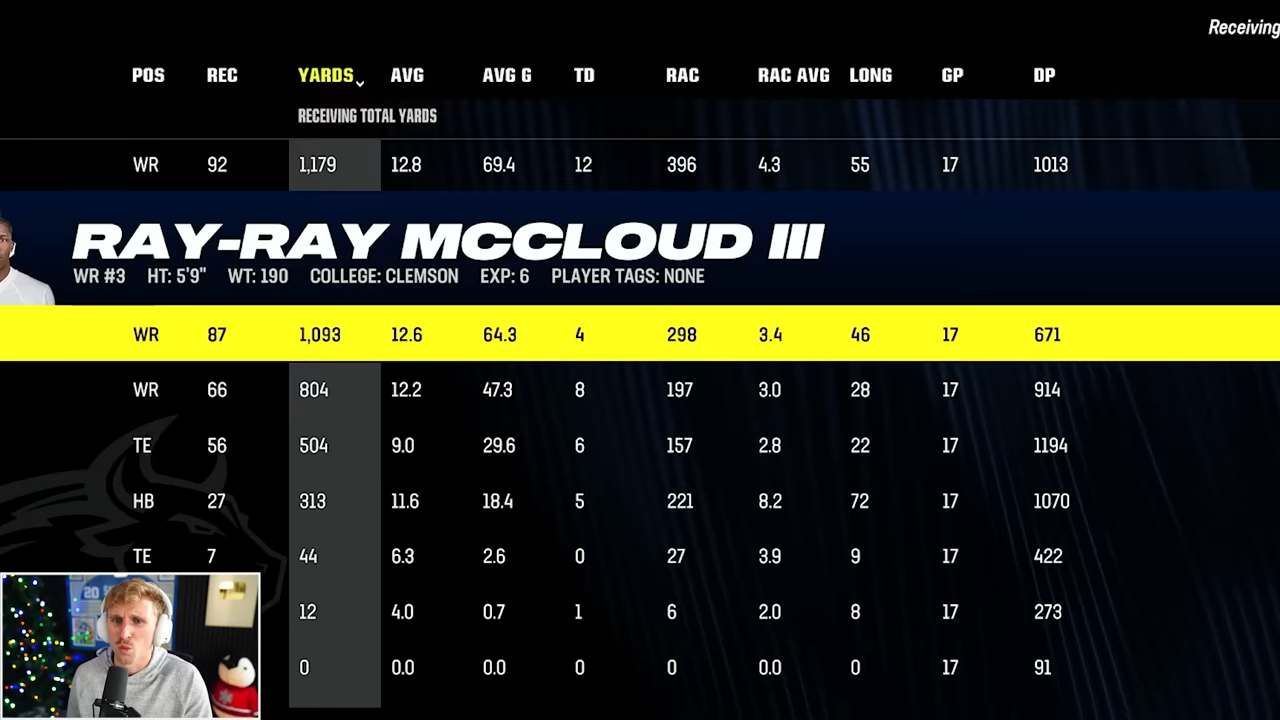 Receiving
POS REC YARDS AVG AVG G TD RAC RAC AVG LONG GP DP
RECEIVING TOTAL YARDS
WR 92 1,179 12.8 69.4 12 396 4.3 55 17 1013
RAY-RAY MCCLOUD III
WR #3 HT: 5'9" WT: 190 COLLEGE: CLEMSON EXP: 6 PLAYER TAGS: NONE
WR 87 1,093 12.6 64.3 4 298 3.4 46 17 671
WR 66 804 12.2 47.3 8 197 3.0 28 17 914
TE 56 504 9.0 29.6 6 157 2.8 22 17 1194
HB 27 313 11.6 18.4 5 221 8.2 72 17 1070
TE 7 44 6.3 2.6 0 27 3.9 9 17 422
12 4.0 0.7 1 6 2.0 8 17 273
0 0.0 0.0 0 0 0.0 0 17 91
20